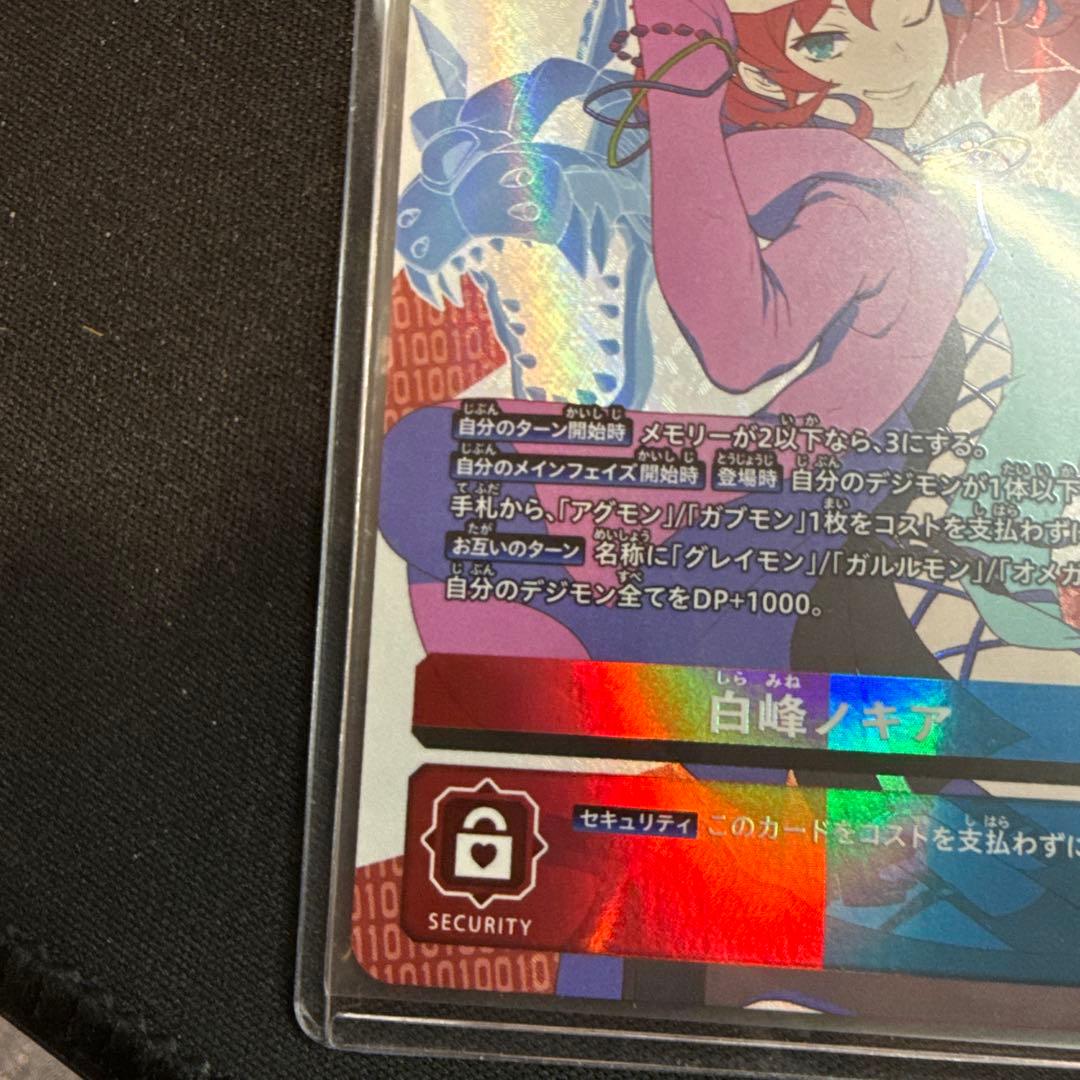 自分のターン開始時 メモリーが2以下なら、3にする。
自分のメインフェイズ開始時 登場時 自分のデジモンが1体以下
手札から、「アグモン」/「ガブモン」1枚をコストを支払わずに
お互いのターン 名称に「グレイモン」/「ガルルモン」/「オメガ
自分のデジモン全てをDP+1000。
白峰ノキア
セキュリティ このカードをコストを支払わずに
SECURITY